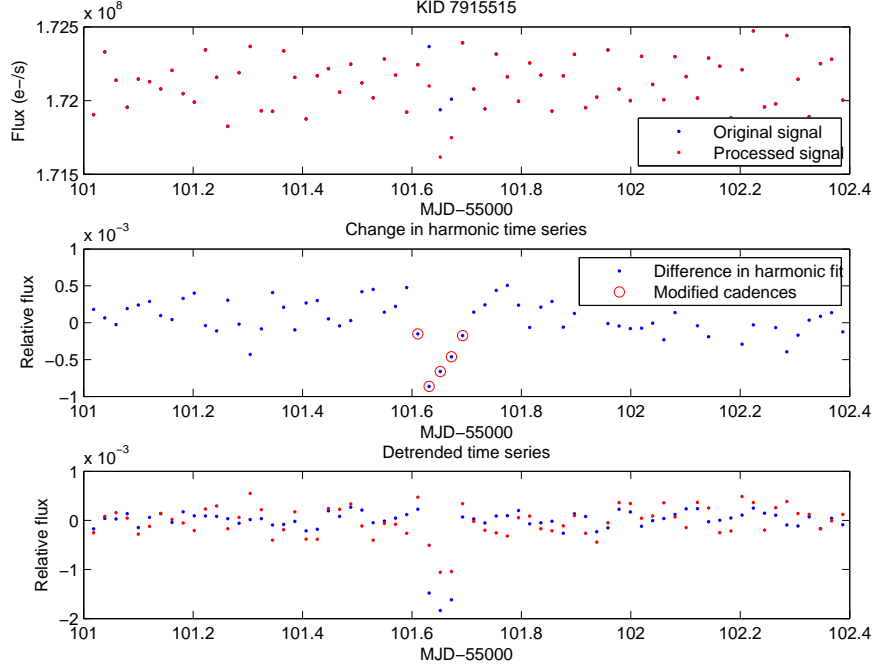 KID 7915515
x 10^8
1.725
1.72
1.715
Flux (e−/s)
Original signal
Processed signal
101 101.2 101.4 101.6 101.8 102 102.2 102.4
MJD−55000
Change in harmonic time series
x 10^-3
1
0.5
0
−0.5
−1
Relative flux
Difference in harmonic fit
Modified cadences
101 101.2 101.4 101.6 101.8 102 102.2 102.4
MJD−55000
Detrended time series
x 10^-3
1
0
−1
−2
Relative flux
101 101.2 101.4 101.6 101.8 102 102.2 102.4
MJD−55000